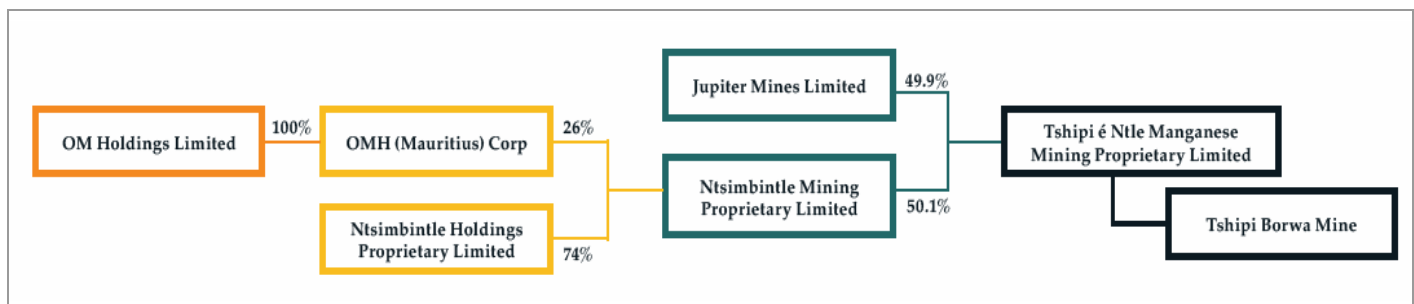 OM Holdings Limited
100%
OMH (Mauritius) Corp
26%
Ntsimbintle Holdings
Proprietary Limited
74%
Jupiter Mines Limited
49.9%
Ntsimbintle Mining
Proprietary Limited
50.1%
Tshipi é Ntle Manganese
Mining Proprietary Limited
Tshipi Borwa Mine